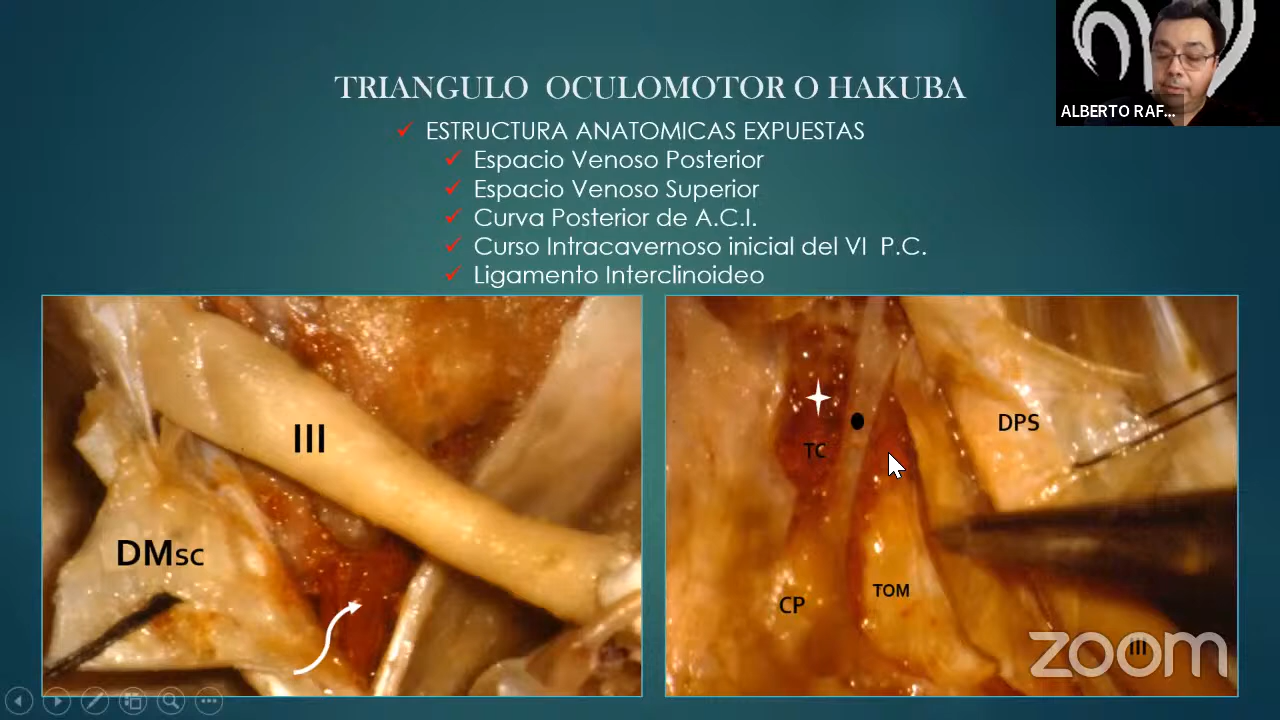 TRIANGULO OCULOMOTOR O HAKUBA
ESTRUCTURA ANATOMICAS EXPUESTAS
Espacio Venoso Posterior
Espacio Venoso Superior
Curva Posterior de A.C.I.
Curso Intracavernoso inicial del VI P.C.
Ligamento Interclinoideo
ALBERTO RAF...
III
DMSC
TC
DPS
CP
TOM
III
zoom